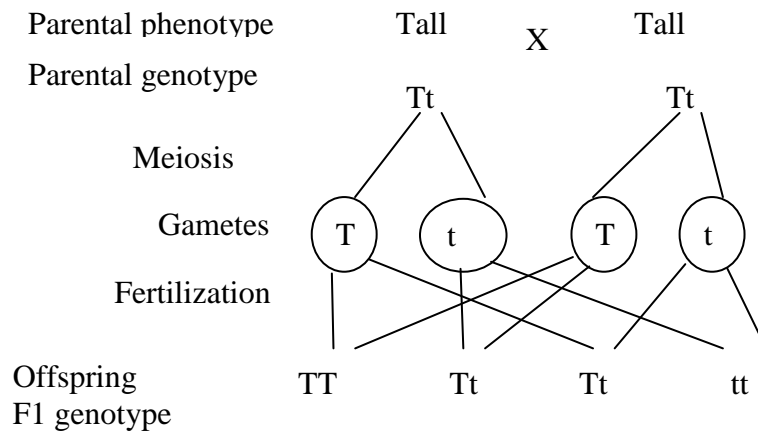 Parental phenotype Tall X Tall
Parental genotype
Tt Tt
Meiosis
Gametes T t T t
Fertilization
Offspring TT Tt Tt tt
F1 genotype